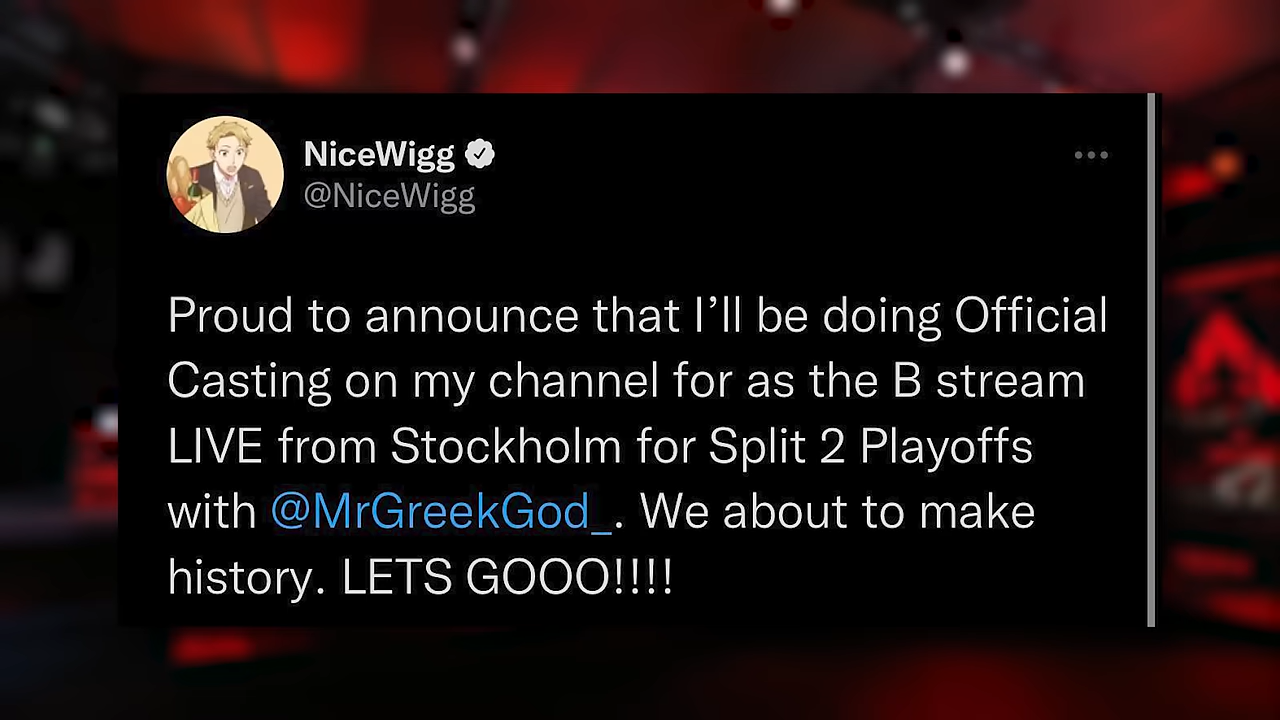 NiceWigg
@NiceWigg
Proud to announce that I’ll be doing Official
Casting on my channel for as the B stream
LIVE from Stockholm for Split 2 Playoffs
with @MrGreekGod_. We about to make
history. LETS GOOO!!!!